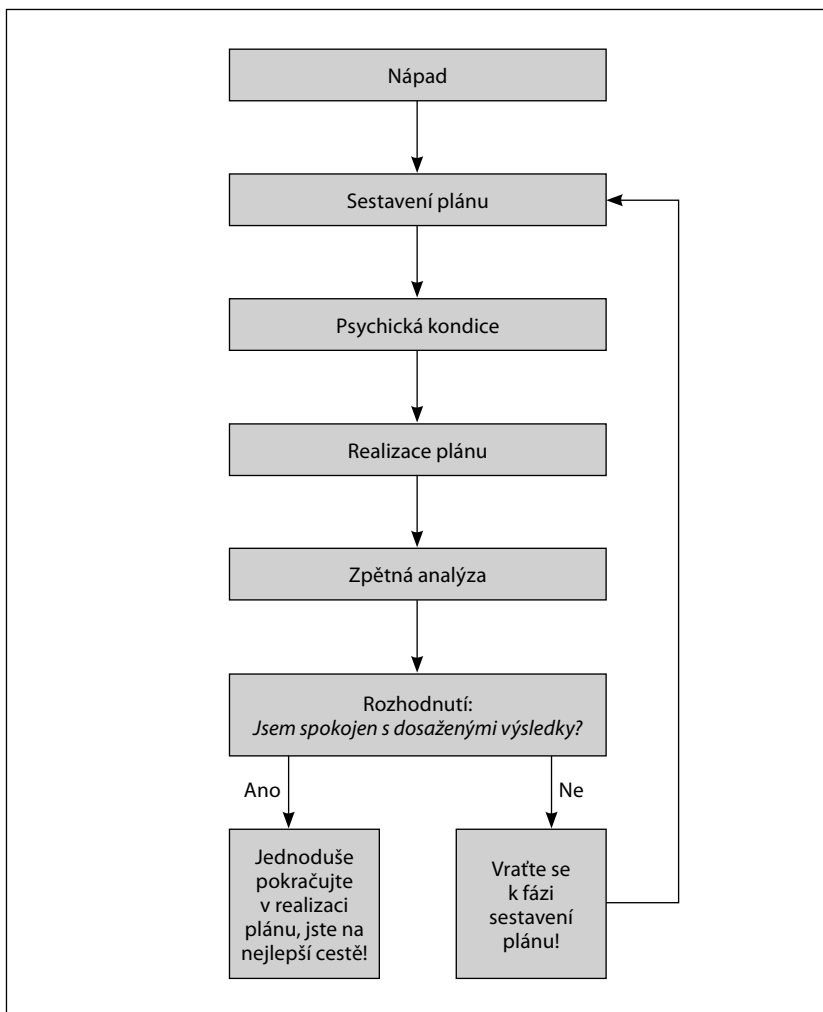 Nápad
Sestavení plánu
Psychická kondice
Realizace plánu
Zpětná analýza
Rozhodnutí:
Jsem spokojen s dosaženými výsledky?
Ano
Ne
Jednoduše
pokračujte
v realizaci
plánu, jste na
nejlepší cestě!
Vraťte se
k fázi
sestavení
plánu!